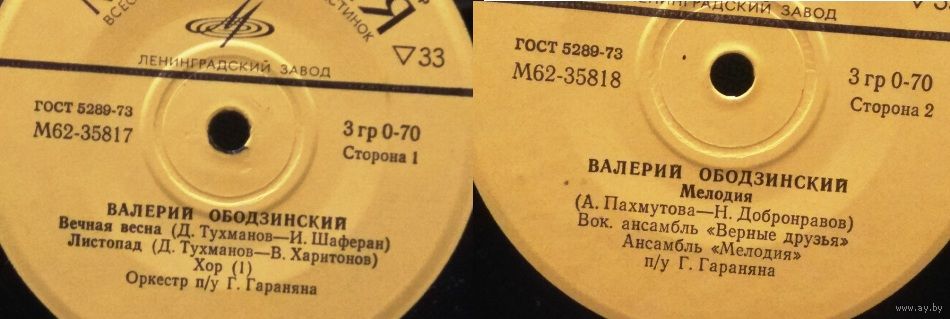 ▽33
ЛЕНИНГРАДСКИЙ ЗАВОД
ГОСТ 5289-73
М62-35817
3 гр 0-70
Сторона 1
ВАЛЕРИЙ ОБОДЗИНСКИЙ
Вечная весна (Д. Тухманов—И. Шаферан)
Листопад (Д. Тухманов—В. Харитонов)
Хор (1)
Оркестр п/у Г. Гараняна
ЛЕНИНГРАДСКИЙ ЗАВОД
ГОСТ 5289-73
М62-35818
3 гр 0-70
Сторона 2
ВАЛЕРИЙ ОБОДЗИНСКИЙ
Мелодия
(А. Пахмутова—Н. Добронравов)
Вок. ансамбль «Верные друзья»
Ансамбль «Мелодия»
п/у Г. Гараняна
www.ay.by